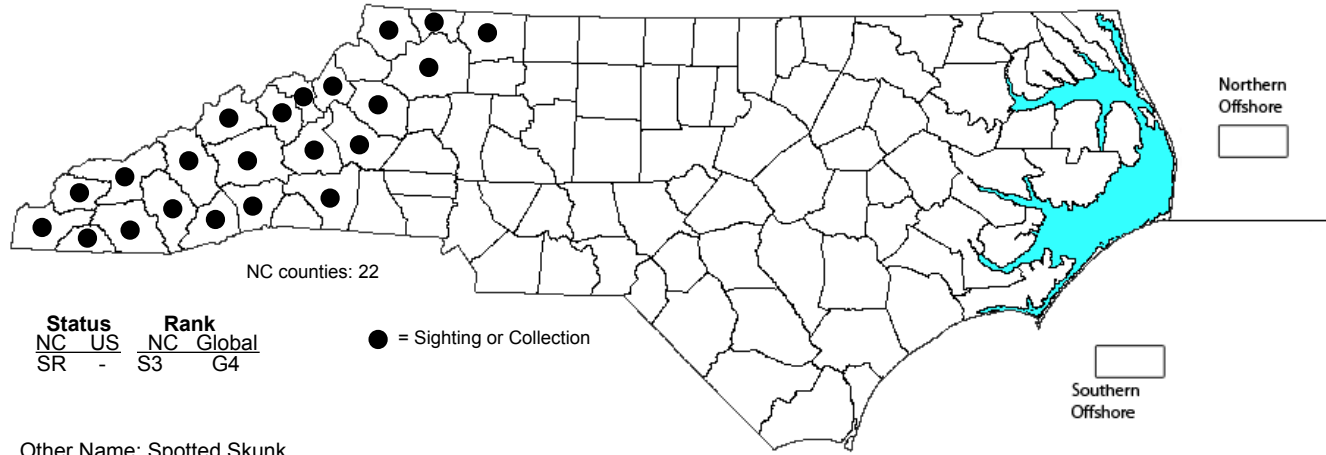 Northern
Offshore
NC counties: 22
Status Rank
NC US NC Global
SR - S3 G4
= Sighting or Collection
Southern
Offshore
Other Name: Spotted Skunk